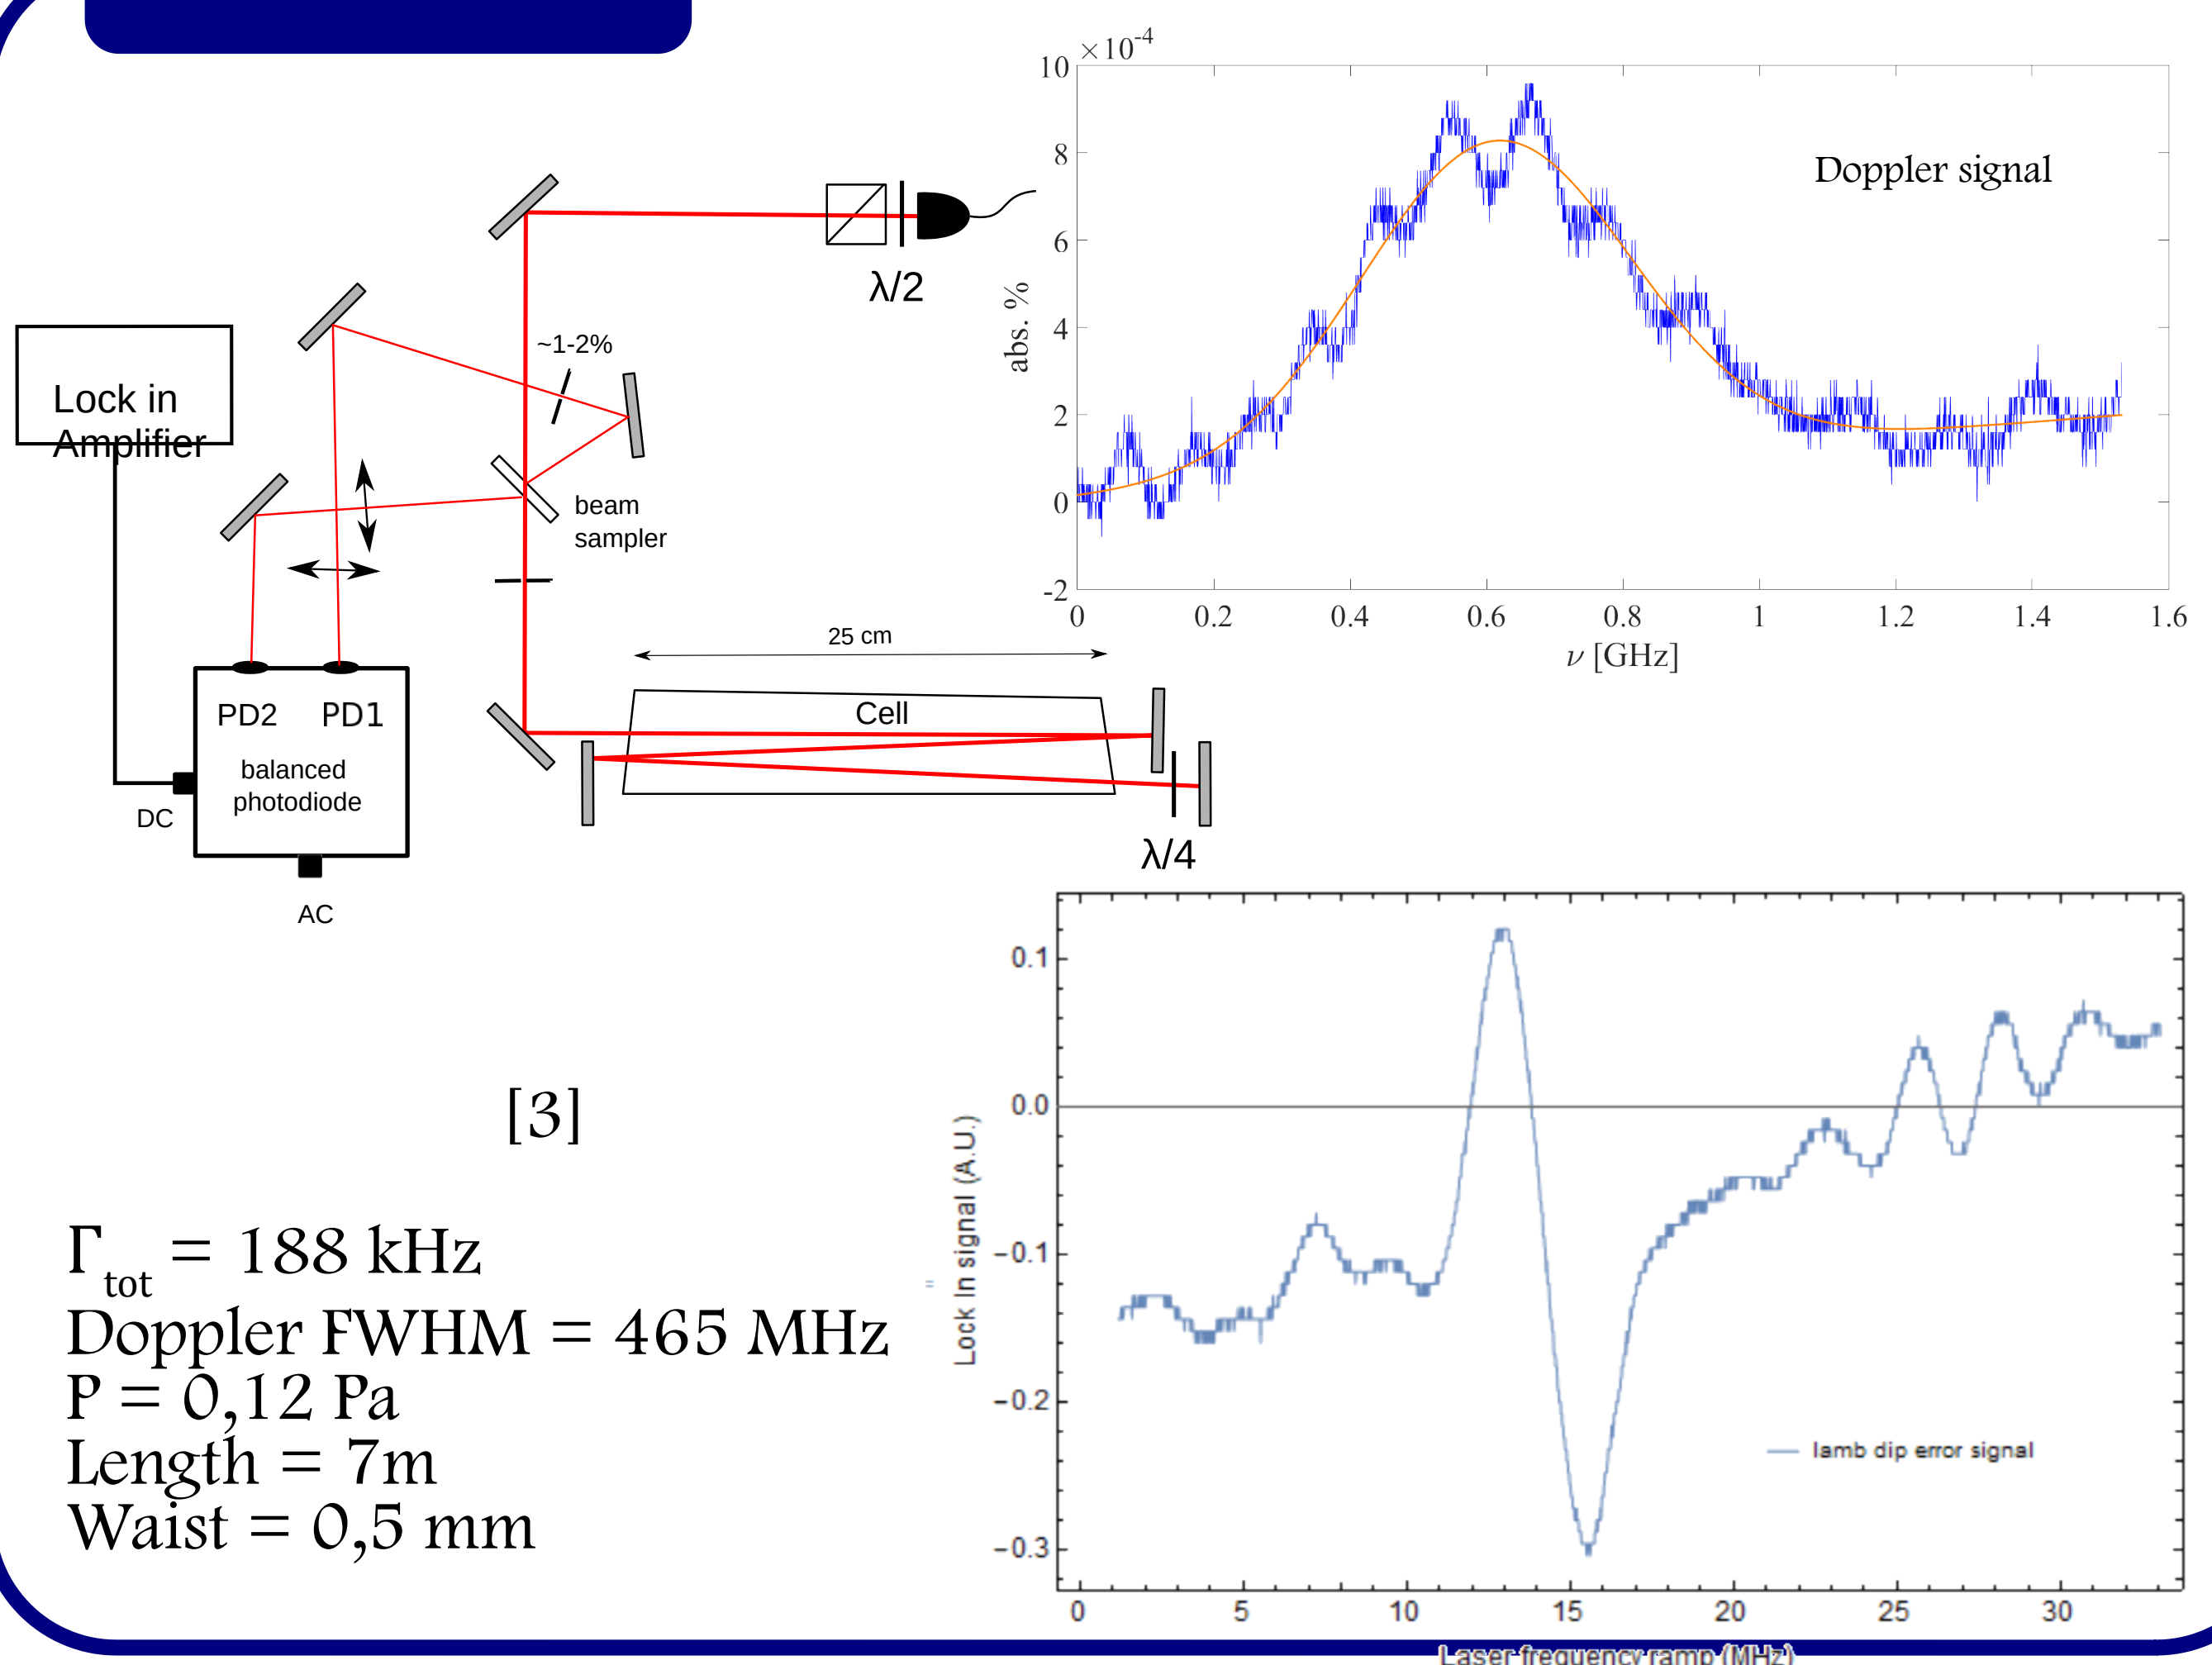 λ/2
~1-2%
Lock in
Amplifier
beam
sampler
25 cm
Cell
PD2
PD1
balanced
photodiode
DC
AC
λ/4
×10-4
10
8
6
4
2
0
-2
abs. %
Doppler signal
0 0.2 0.4 0.6 0.8 1 1.2 1.4 1.6
ν [GHz]
[3]
Γtot = 188 kHz
Doppler FWHM = 465 MHz
P = 0,12 Pa
Length = 7m
Waist = 0,5 mm
0.1
0.0
−0.1
−0.2
−0.3
Lock in signal (A.U.)
=
lamb dip error signal
0 5 10 15 20 25 30
Laser frequency ramp (MHz)